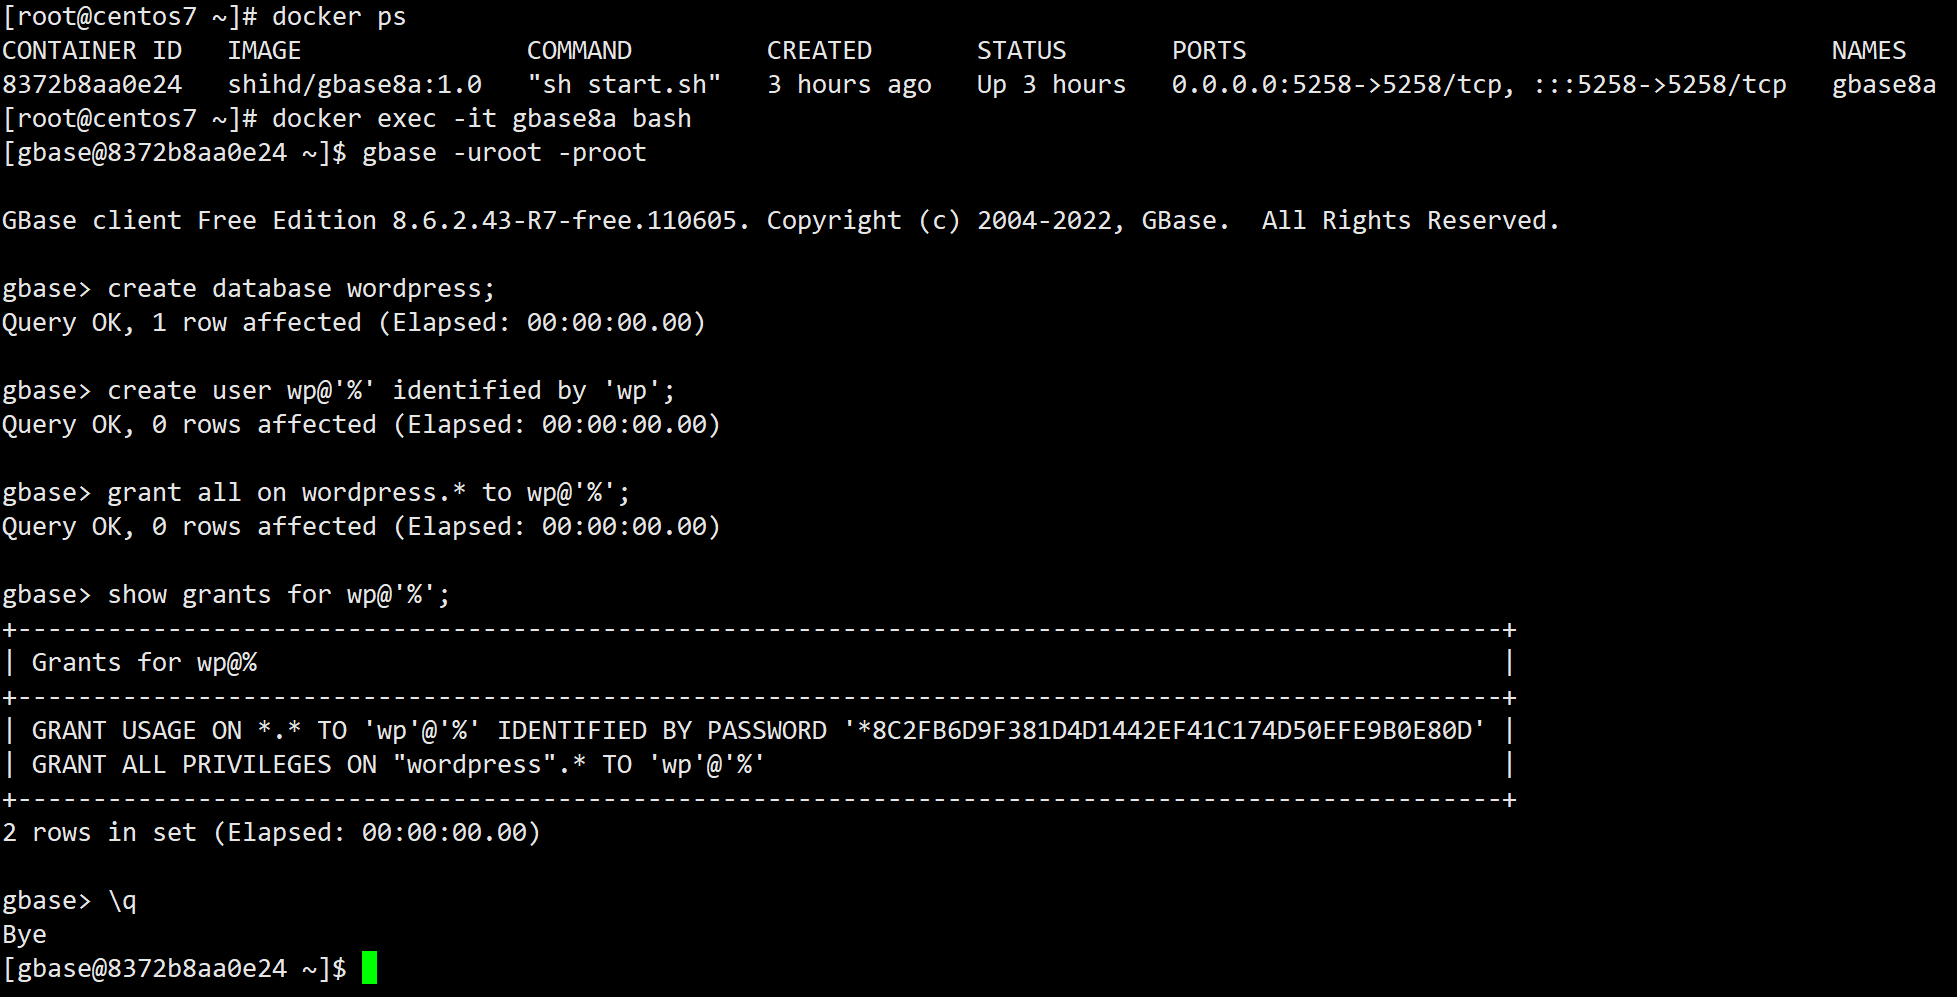 [root@centos7 ~]# docker ps
CONTAINER ID   IMAGE               COMMAND         CREATED       STATUS       PORTS                                       NAMES
8372b8aa0e24   shihd/gbase8a:1.0   "sh start.sh"   3 hours ago   Up 3 hours   0.0.0.0:5258->5258/tcp, :::5258->5258/tcp   gbase8a
[root@centos7 ~]# docker exec -it gbase8a bash
[gbase@8372b8aa0e24 ~]$ gbase -uroot -proot

GBase client Free Edition 8.6.2.43-R7-free.110605. Copyright (c) 2004-2022, GBase.  All Rights Reserved.

gbase> create database wordpress;
Query OK, 1 row affected (Elapsed: 00:00:00.00)

gbase> create user wp@'%' identified by 'wp';
Query OK, 0 rows affected (Elapsed: 00:00:00.00)

gbase> grant all on wordpress.* to wp@'%';
Query OK, 0 rows affected (Elapsed: 00:00:00.00)

gbase> show grants for wp@'%';
+---------------------------------------------------------------------------------------------------+
| Grants for wp@%                                                                                   |
+---------------------------------------------------------------------------------------------------+
| GRANT USAGE ON *.* TO 'wp'@'%' IDENTIFIED BY PASSWORD '*8C2FB6D9F381D4D1442EF41C174D50EFE9B0E80D' |
| GRANT ALL PRIVILEGES ON "wordpress".* TO 'wp'@'%'                                                 |
+---------------------------------------------------------------------------------------------------+
2 rows in set (Elapsed: 00:00:00.00)

gbase> \q
Bye
[gbase@8372b8aa0e24 ~]$